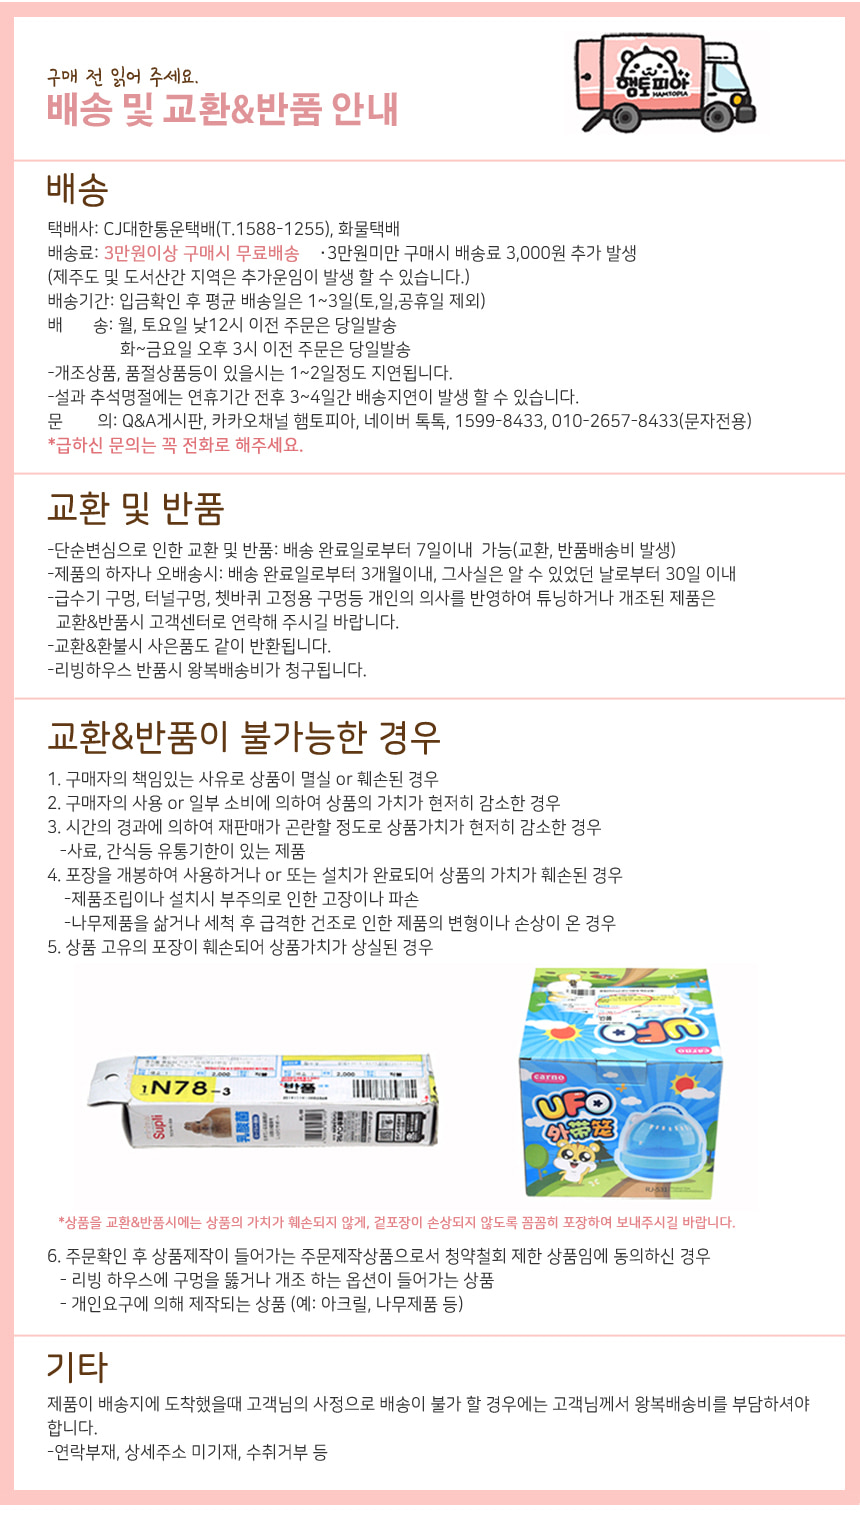 구매 전 읽어 주세요.
배송 및 교환&반품 안내
햄토피아
HAMTOPIA
배송
택배사: CJ대한통운택배(T.1588-1255), 화물택배
배송료: 3만원이상 구매시 무료배송 ·3만원미만 구매시 배송료 3,000원 추가 발생
(제주도 및 도서산간 지역은 추가운임이 발생 할 수 있습니다.)
배송기간: 입금확인 후 평균 배송일은 1~3일(토,일,공휴일 제외)
배 송: 월, 토요일 낮12시 이전 주문은 당일발송
화~금요일 오후 3시 이전 주문은 당일발송
-개조상품, 품절상품등이 있을시는 1~2일정도 지연됩니다.
-설과 추석명절에는 연휴기간 전후 3~4일간 배송지연이 발생 할 수 있습니다.
문 의: Q&A게시판, 카카오채널 햄토피아, 네이버 톡톡, 1599-8433, 010-2657-8433(문자전용)
*급하신 문의는 꼭 전화로 해주세요.
교환 및 반품
-단순변심으로 인한 교환 및 반품: 배송 완료일로부터 7일이내 가능(교환, 반품배송비 발생)
-제품의 하자나 오배송시: 배송 완료일로부터 3개월이내, 그사실은 알 수 있었던 날로부터 30일 이내
-급수기 구멍, 터널구멍, 쳇바퀴 고정용 구멍등 개인의 의사를 반영하여 튜닝하거나 개조된 제품은
교환&반품시 고객센터로 연락해 주시길 바랍니다.
-교환&환불시 사은품도 같이 반환됩니다.
-리빙하우스 반품시 왕복배송비가 청구됩니다.
교환&반품이 불가능한 경우
1. 구매자의 책임있는 사유로 상품이 멸실 or 훼손된 경우
2. 구매자의 사용 or 일부 소비에 의하여 상품의 가치가 현저히 감소한 경우
3. 시간의 경과에 의하여 재판매가 곤란할 정도로 상품가치가 현저히 감소한 경우
-사료, 간식등 유통기한이 있는 제품
4. 포장을 개봉하여 사용하거나 or 또는 설치가 완료되어 상품의 가치가 훼손된 경우
-제품조립이나 설치시 부주의로 인한 고장이나 파손
-나무제품을 삶거나 세척 후 급격한 건조로 인한 제품의 변형이나 손상이 온 경우
5. 상품 고유의 포장이 훼손되어 상품가치가 상실된 경우
2,000
2,000
1 N78-3
반품
Supli
乳酸菌
UFO
carno
carno
UFO
外带笼
*상품을 교환&반품시에는 상품의 가치가 훼손되지 않게, 겉포장이 손상되지 않도록 꼼꼼히 포장하여 보내주시길 바랍니다.
6. 주문확인 후 상품제작이 들어가는 주문제작상품으로서 청약철회 제한 상품임에 동의하신 경우
- 리빙 하우스에 구멍을 뚫거나 개조 하는 옵션이 들어가는 상품
- 개인요구에 의해 제작되는 상품 (예: 아크릴, 나무제품 등)
기타
제품이 배송지에 도착했을때 고객님의 사정으로 배송이 불가 할 경우에는 고객님께서 왕복배송비를 부담하셔야
합니다.
-연락부재, 상세주소 미기재, 수취거부 등